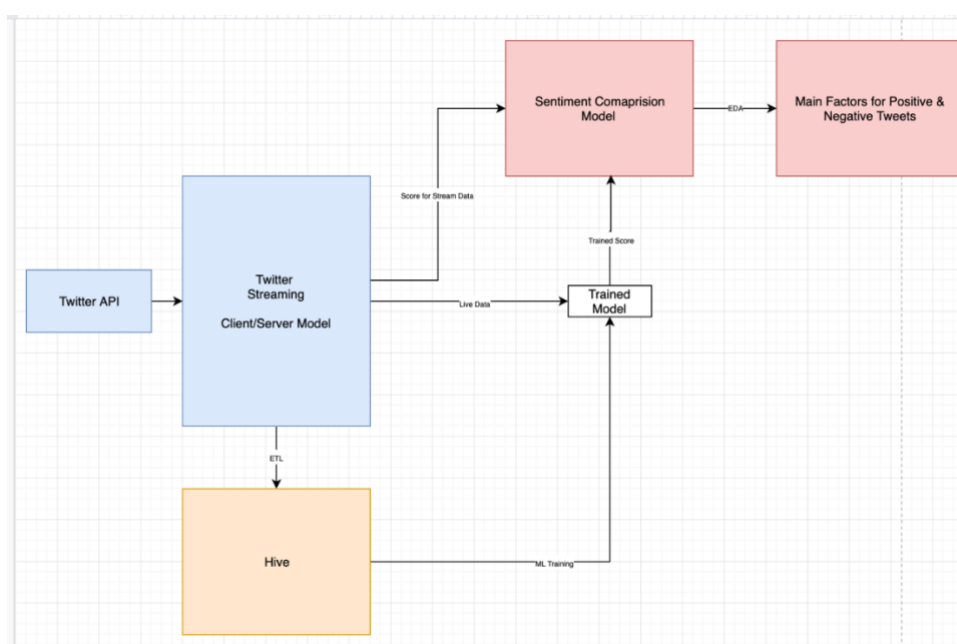 Sentiment Comaprision
Model
EDA
Main Factors for Positive &
Negative Tweets
Score for Stream Data
Trained Score
Twitter API
Twitter
Streaming
Client/Server Model
Live Data
Trained
Model
ETL
Hive
ML Training